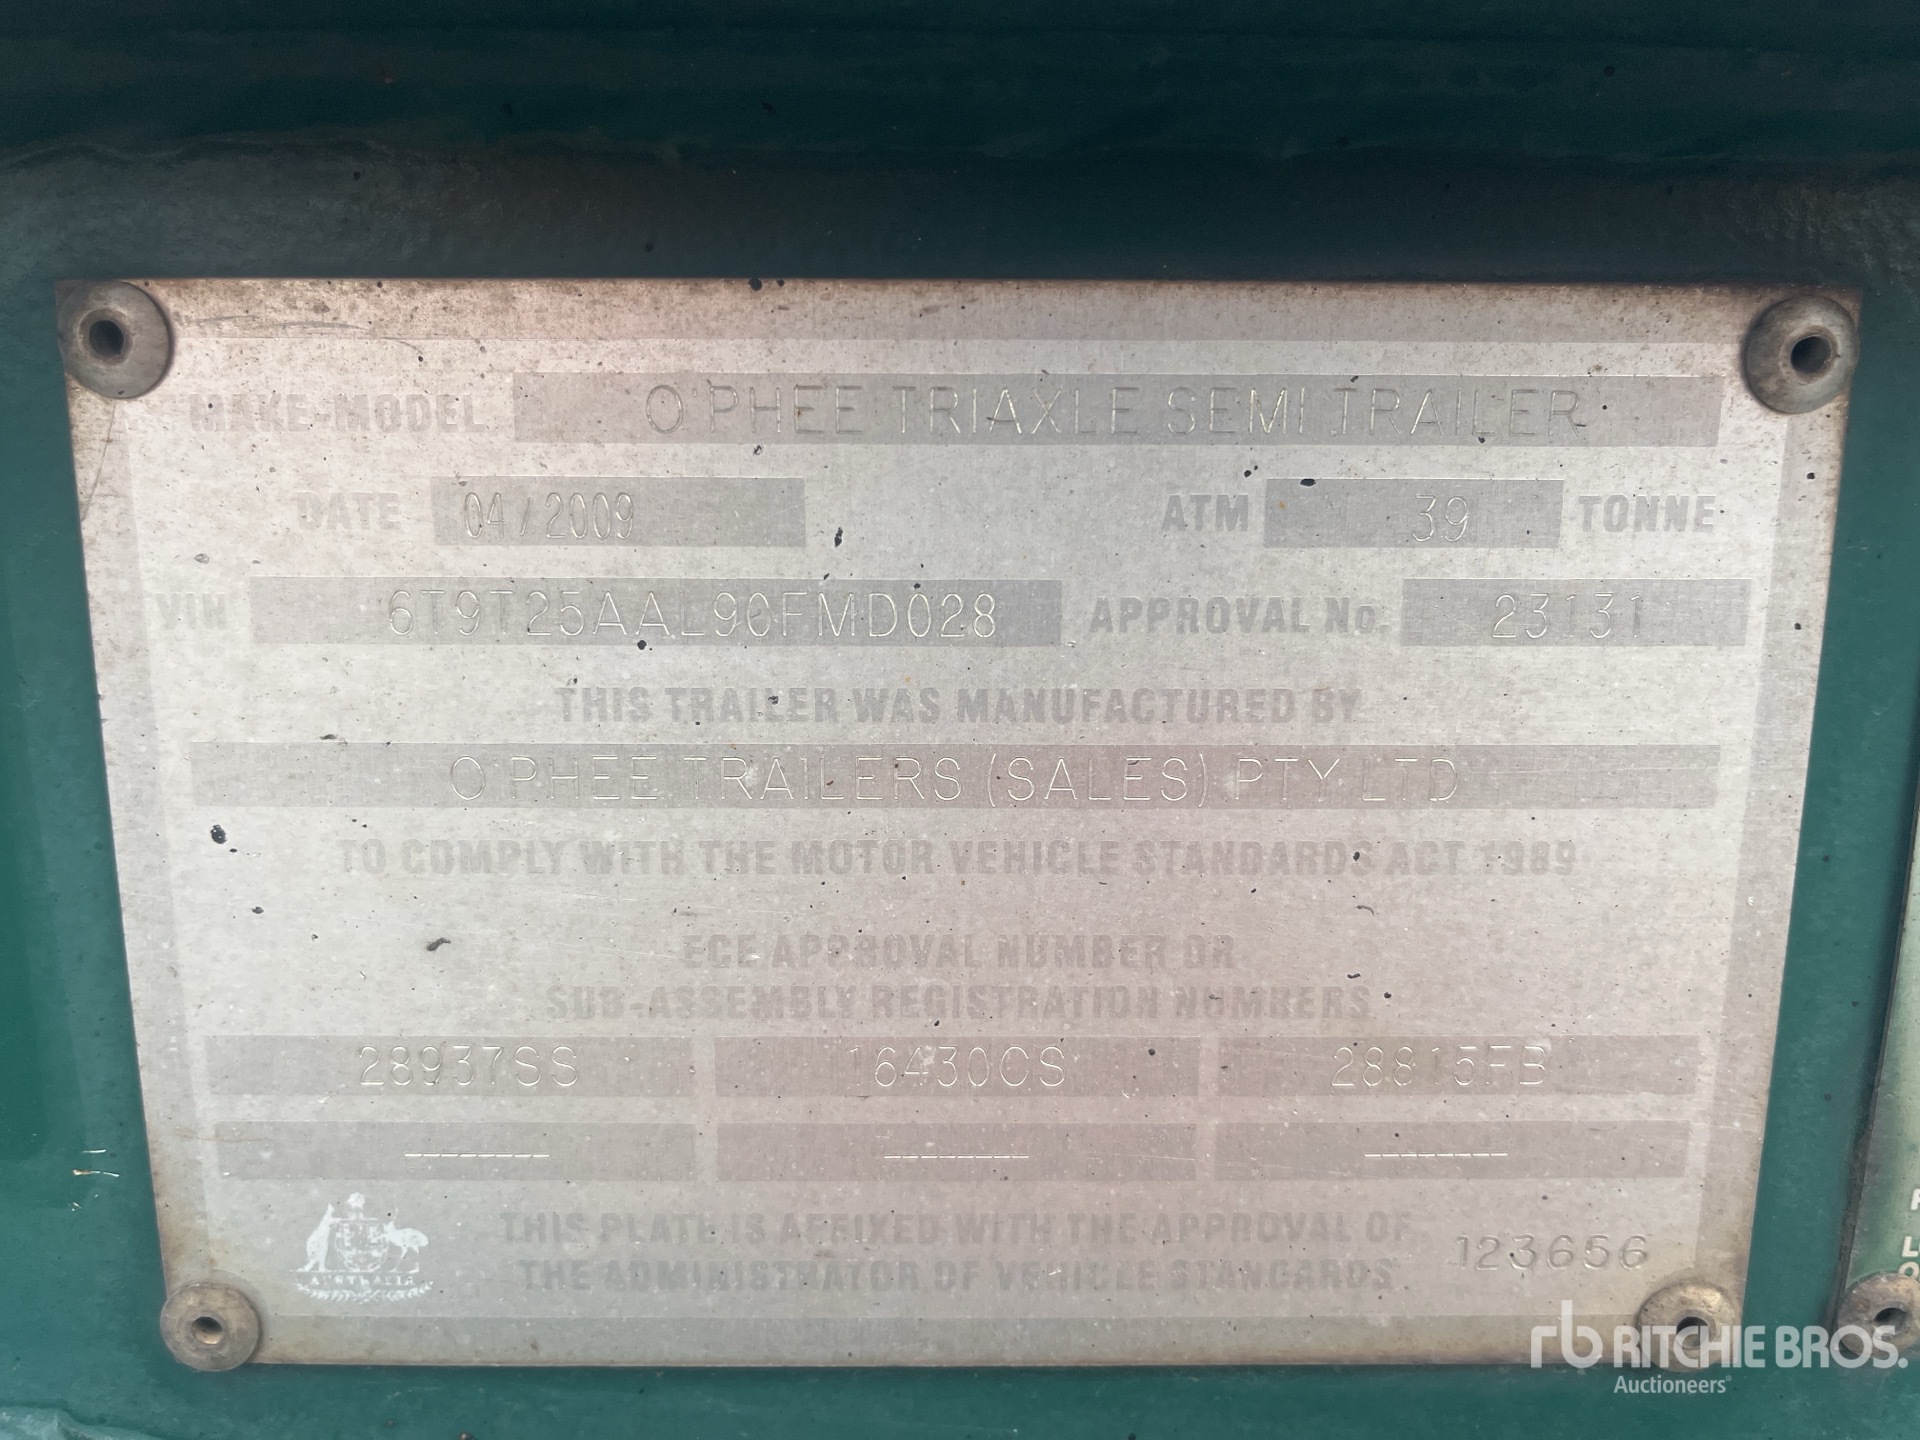 MAKE-MODEL O'PHEE TRIAXLE SEMI TRAILER
DATE 04/2009 ATM 39 TONNE
VIN 6T9T25AAL90FMD028 APPROVAL No. 23131
THIS TRAILER WAS MANUFACTURED BY
O'PHEE TRAILERS (SALES) PTY LTD
TO COMPLY WITH THE MOTOR VEHICLE STANDARDS ACT 1989
ECE APPROVAL NUMBER OR
SUB-ASSEMBLY REGISTRATION NUMBERS
28937SS 16430CS 28815FB
-------- -------- --------
AUSTRALIA
THIS PLATE IS AFFIXED WITH THE APPROVAL OF
THE ADMINISTRATOR OF VEHICLE STANDARDS 123656
rb RITCHIE BROS.
Auctioneers